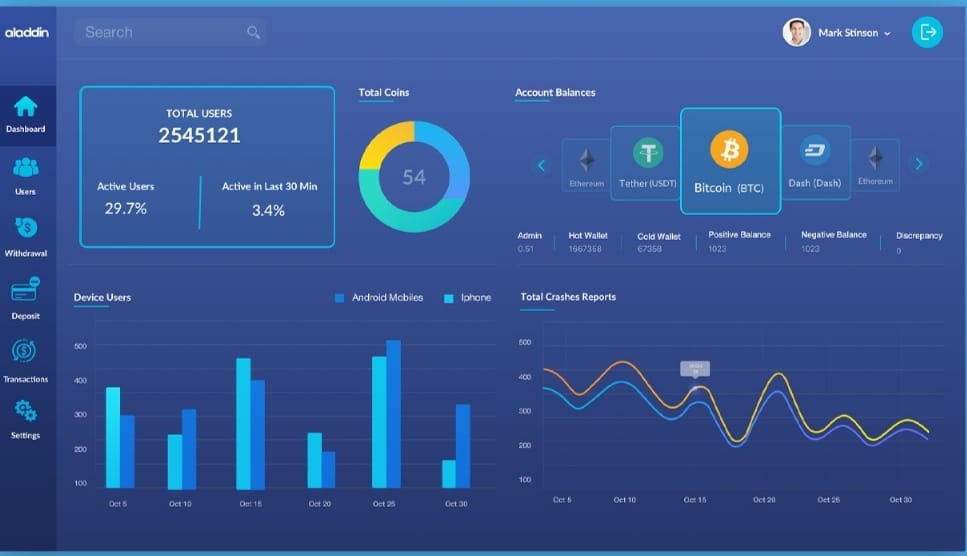 aladdin
Search
Mark Stinson
Dashboard
Users
Withdrawal
Deposit
Transactions
Settings
TOTAL USERS
2545121
Active Users
29.7%
Active in Last 30 Min
3.4%
Total Coins
54
Account Balances
Ethereum
Tether (USDT)
Bitcoin (BTC)
Dash (Dash)
Ethereum
Admin
0.51
Hot Wallet
1667358
Cold Wallet
67358
Positive Balance
1023
Negative Balance
1023
Discrepancy
0
Device Users
Android Mobiles
Iphone
500
400
300
200
100
Oct 5
Oct 10
Oct 15
Oct 20
Oct 25
Oct 30
Total Crashes Reports
500
400
300
200
100
Oct 5
Oct 10
Oct 15
Oct 20
Oct 25
Oct 30